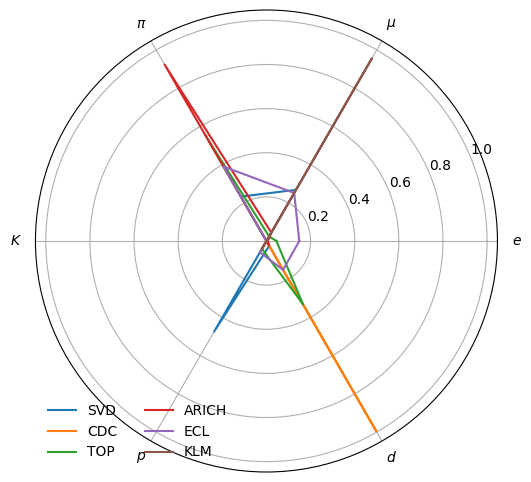 π μ
1.0
0.8
0.6
0.4
0.2
K e
SVD ARICH
CDC ECL
TOP KLM
p d